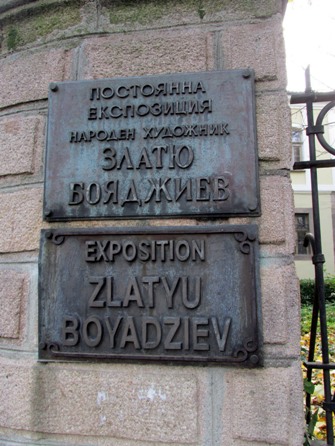 ПОСТОЯННА
ЕКСПОЗИЦИЯ
НАРОДЕН ХУДОЖНИК
ЗЛАТЮ
БОЯДЖИЕВ
EXPOSITION
ZLATYU
BOYADZIEV